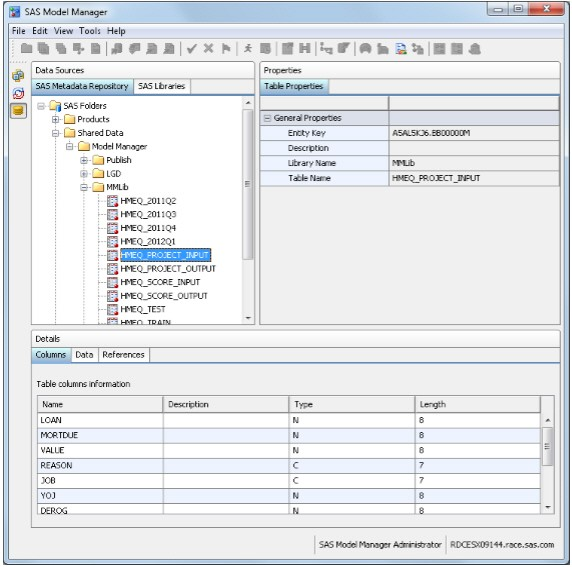 SAS Model Manager
File Edit View Tools Help
Data Sources
SAS Metadata Repository SAS Libraries
SAS Folders
Products
Shared Data
Model Manager
Publish
LGD
MMLib
HMEQ_2011Q2
HMEQ_2011Q3
HMEQ_2011Q4
HMEQ_2012Q1
HMEQ_PROJECT_INPUT
HMEQ_PROJECT_OUTPUT
HMEQ_SCORE_INPUT
HMEQ_SCORE_OUTPUT
HMEQ_TEST
HMEQ_TRAIN
Properties
Table Properties
General Properties
Entity Key A5AL5KJ6.BB00000M
Description
Library Name MMLib
Table Name HMEQ_PROJECT_INPUT
Details
Columns Data References
Table columns information
Name Description Type Length
LOAN N 8
MORTDUE N 8
VALUE N 8
REASON C 7
JOB C 7
YOJ N 8
DEROG N 8
SAS Model Manager Administrator RDCESX09144.race.sas.com